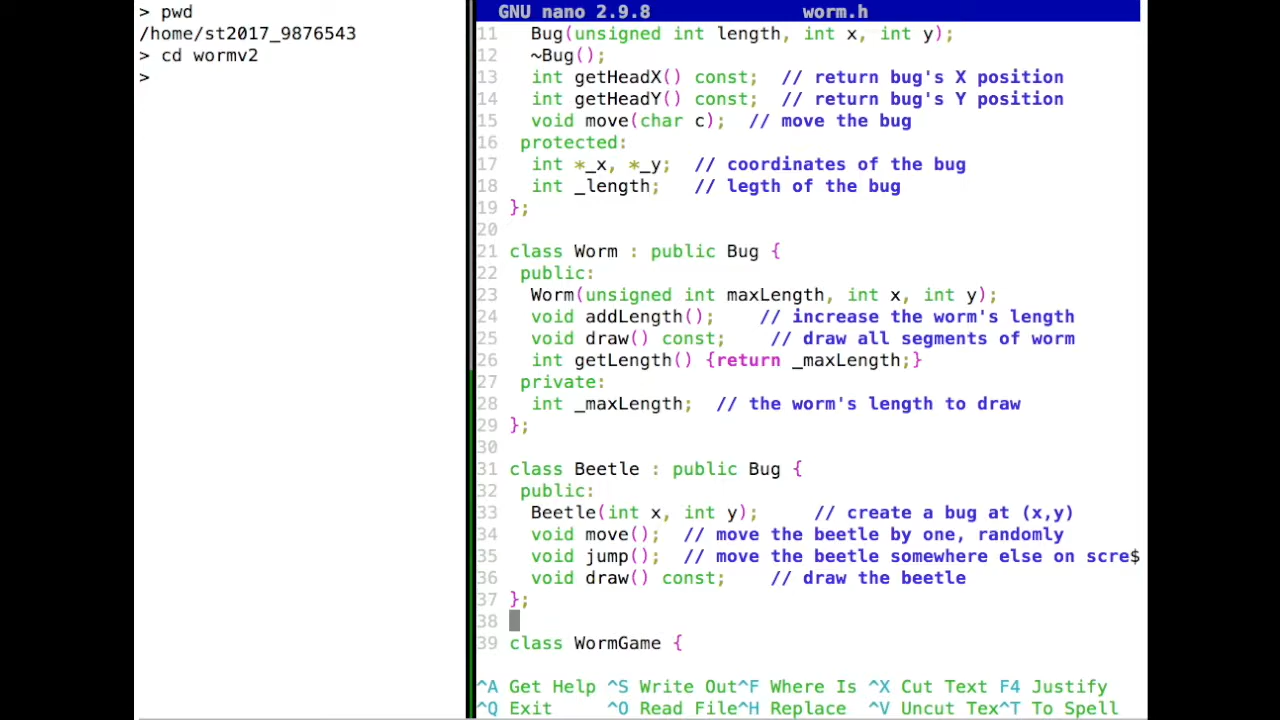 > pwd
/home/st2017_9876543
> cd wormv2
>
GNU nano 2.9.8 worm.h
11 Bug(unsigned int length, int x, int y);
12 ~Bug();
13 int getHeadX() const; // return bug's X position
14 int getHeadY() const; // return bug's Y position
15 void move(char c); // move the bug
16 protected:
17 int *_x, *_y; // coordinates of the bug
18 int _length; // legth of the bug
19 };
20
21 class Worm : public Bug {
22 public:
23 Worm(unsigned int maxLength, int x, int y);
24 void addLength(); // increase the worm's length
25 void draw() const; // draw all segments of worm
26 int getLength() {return _maxLength;}
27 private:
28 int _maxLength; // the worm's length to draw
29 };
30
31 class Beetle : public Bug {
32 public:
33 Beetle(int x, int y); // create a bug at (x,y)
34 void move(); // move the beetle by one, randomly
35 void jump(); // move the beetle somewhere else on scre$
36 void draw() const; // draw the beetle
37 };
38
39 class WormGame {
^A Get Help ^S Write Out^F Where Is ^X Cut Text F4 Justify
^Q Exit ^O Read File^H Replace ^V Uncut Tex^T To Spell